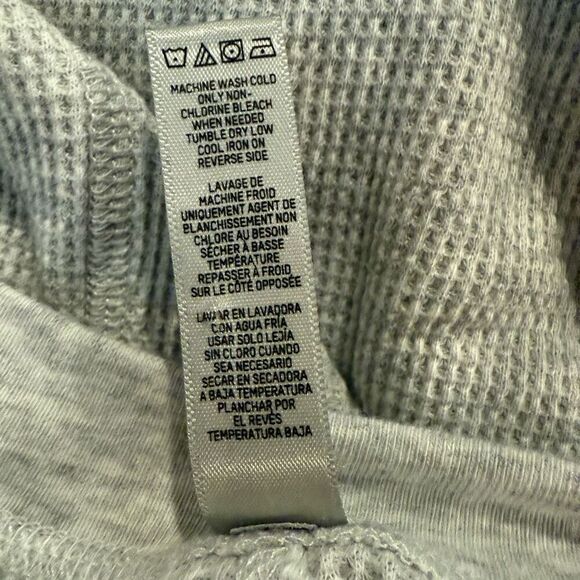 MACHINE WASH COLD
ONLY NON-
CHLORINE BLEACH
WHEN NEEDED
TUMBLE DRY LOW
COOL IRON ON
REVERSE SIDE
LAVAGE DE
MACHINE FROID
UNIQUEMENT AGENT DE
BLANCHISSEMENT NON
CHLORE AU BESOIN
SÉCHER À BASSE
TEMPÉRATURE
REPASSER À FROID
SUR LE CÔTÉ OPPOSÉE
LAVAR EN LAVADORA
CON AGUA FRÍA
USAR SOLO LEJÍA
SIN CLORO CUANDO
SEA NECESARIO
SECAR EN SECADORA
A BAJA TEMPERATURA
PLANCHAR POR
EL REVÉS
TEMPERATURA BAJA